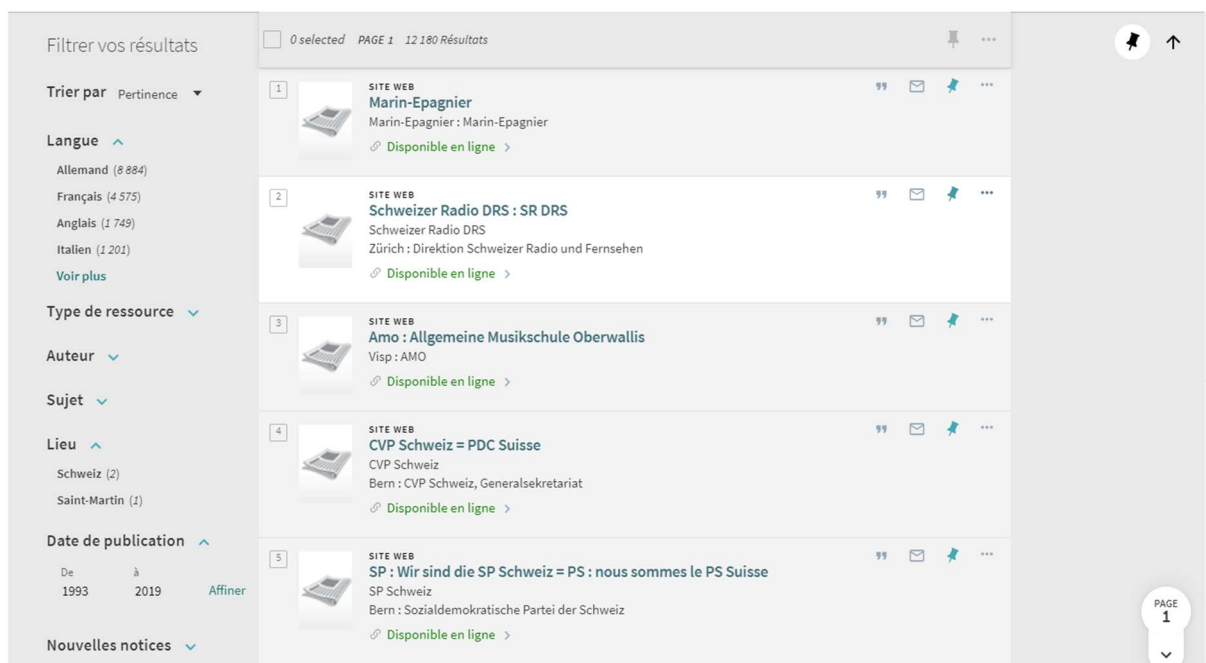 Filtrer vos résultats
Trier par Pertinence
Langue
Allemand (8 884)
Français (4 575)
Anglais (1 749)
Italien (1 201)
Voir plus
Type de ressource
Auteur
Sujet
Lieu
Schweiz (2)
Saint-Martin (1)
Date de publication
De à
1993 2019 Affiner
Nouvelles notices
0 selected PAGE 1 12 180 Résultats
1
SITE WEB
Marin-Epagnier
Marin-Epagnier : Marin-Epagnier
Disponible en ligne
2
SITE WEB
Schweizer Radio DRS : SR DRS
Schweizer Radio DRS
Zürich : Direktion Schweizer Radio und Fernsehen
Disponible en ligne
3
SITE WEB
Amo : Allgemeine Musikschule Oberwallis
Visp : AMO
Disponible en ligne
4
SITE WEB
CVP Schweiz = PDC Suisse
CVP Schweiz
Bern : CVP Schweiz, Generalsekretariat
Disponible en ligne
5
SITE WEB
SP : Wir sind die SP Schweiz = PS : nous sommes le PS Suisse
SP Schweiz
Bern : Sozialdemokratische Partei der Schweiz
Disponible en ligne
PAGE
1